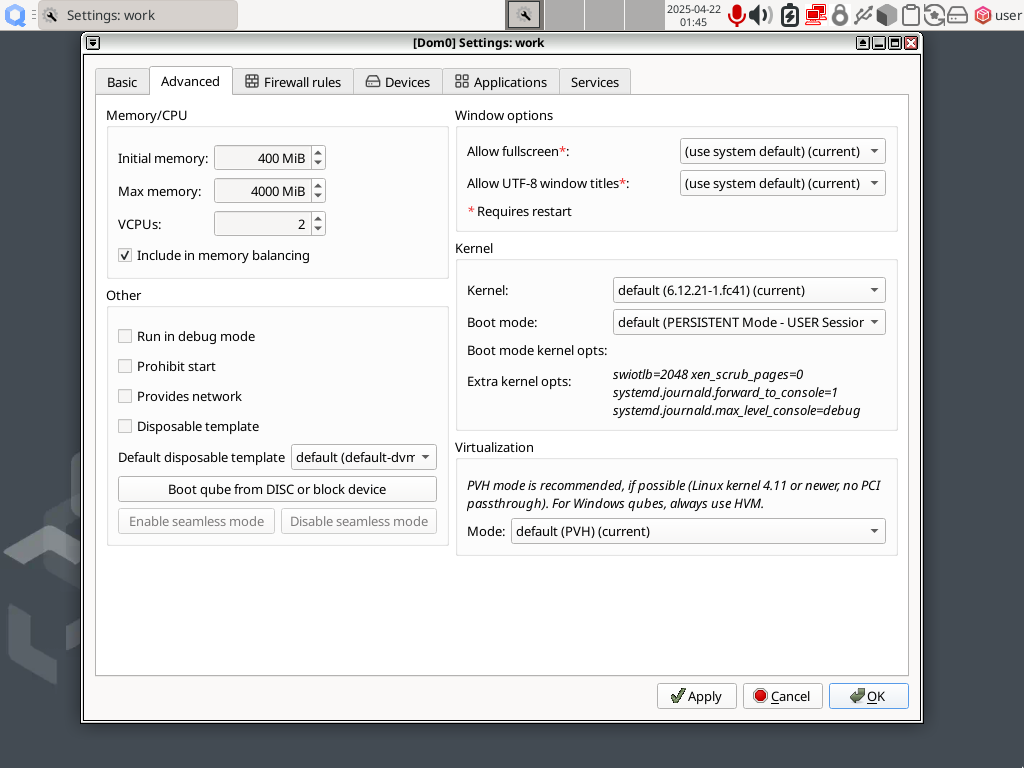 Settings: work
2025-04-22
01:45
user
[Dom0] Settings: work
Basic
Advanced
Firewall rules
Devices
Applications
Services
Memory/CPU
Initial memory: 400 MiB
Max memory: 4000 MiB
VCPUs: 2
Include in memory balancing
Other
Run in debug mode
Prohibit start
Provides network
Disposable template
Default disposable template default (default-dvm
Boot qube from DISC or block device
Enable seamless mode
Disable seamless mode
Window options
Allow fullscreen*: (use system default) (current)
Allow UTF-8 window titles*: (use system default) (current)
* Requires restart
Kernel
Kernel: default (6.12.21-1.fc41) (current)
Boot mode: default (PERSISTENT Mode - USER Session
Boot mode kernel opts:
Extra kernel opts: swiotlb=2048 xen_scrub_pages=0
systemd.journald.forward_to_console=1
systemd.journald.max_level_console=debug
Virtualization
PVH mode is recommended, if possible (Linux kernel 4.11 or newer, no PCI
passthrough). For Windows qubes, always use HVM.
Mode: default (PVH) (current)
Apply
Cancel
OK